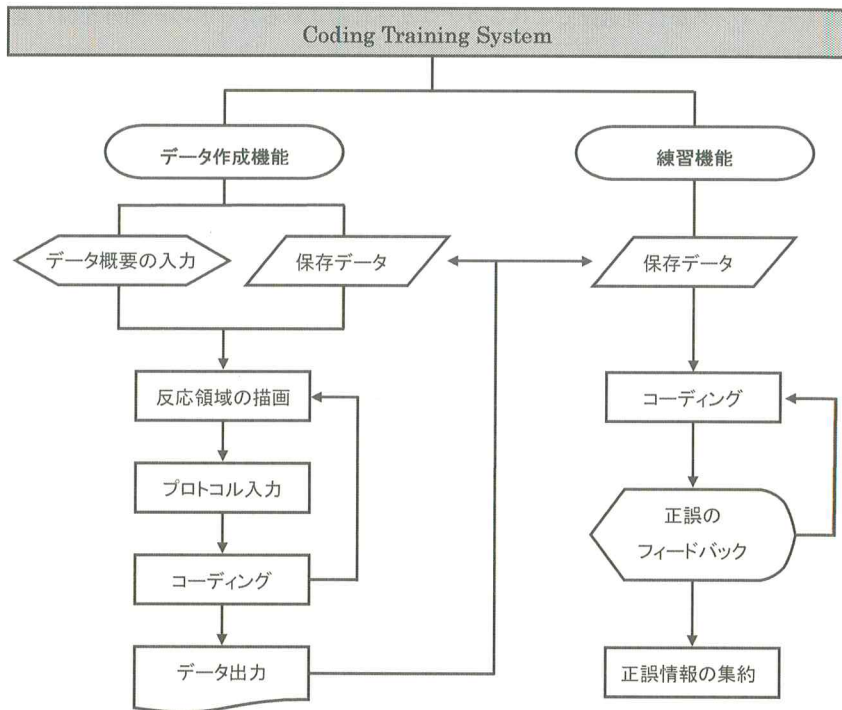 Coding Training System
データ作成機能
練習機能
データ概要の入力
保存データ
保存データ
反応領域の描画
プロトコル入力
コーディング
データ出力
コーディング
正誤の
フィードバック
正誤情報の集約